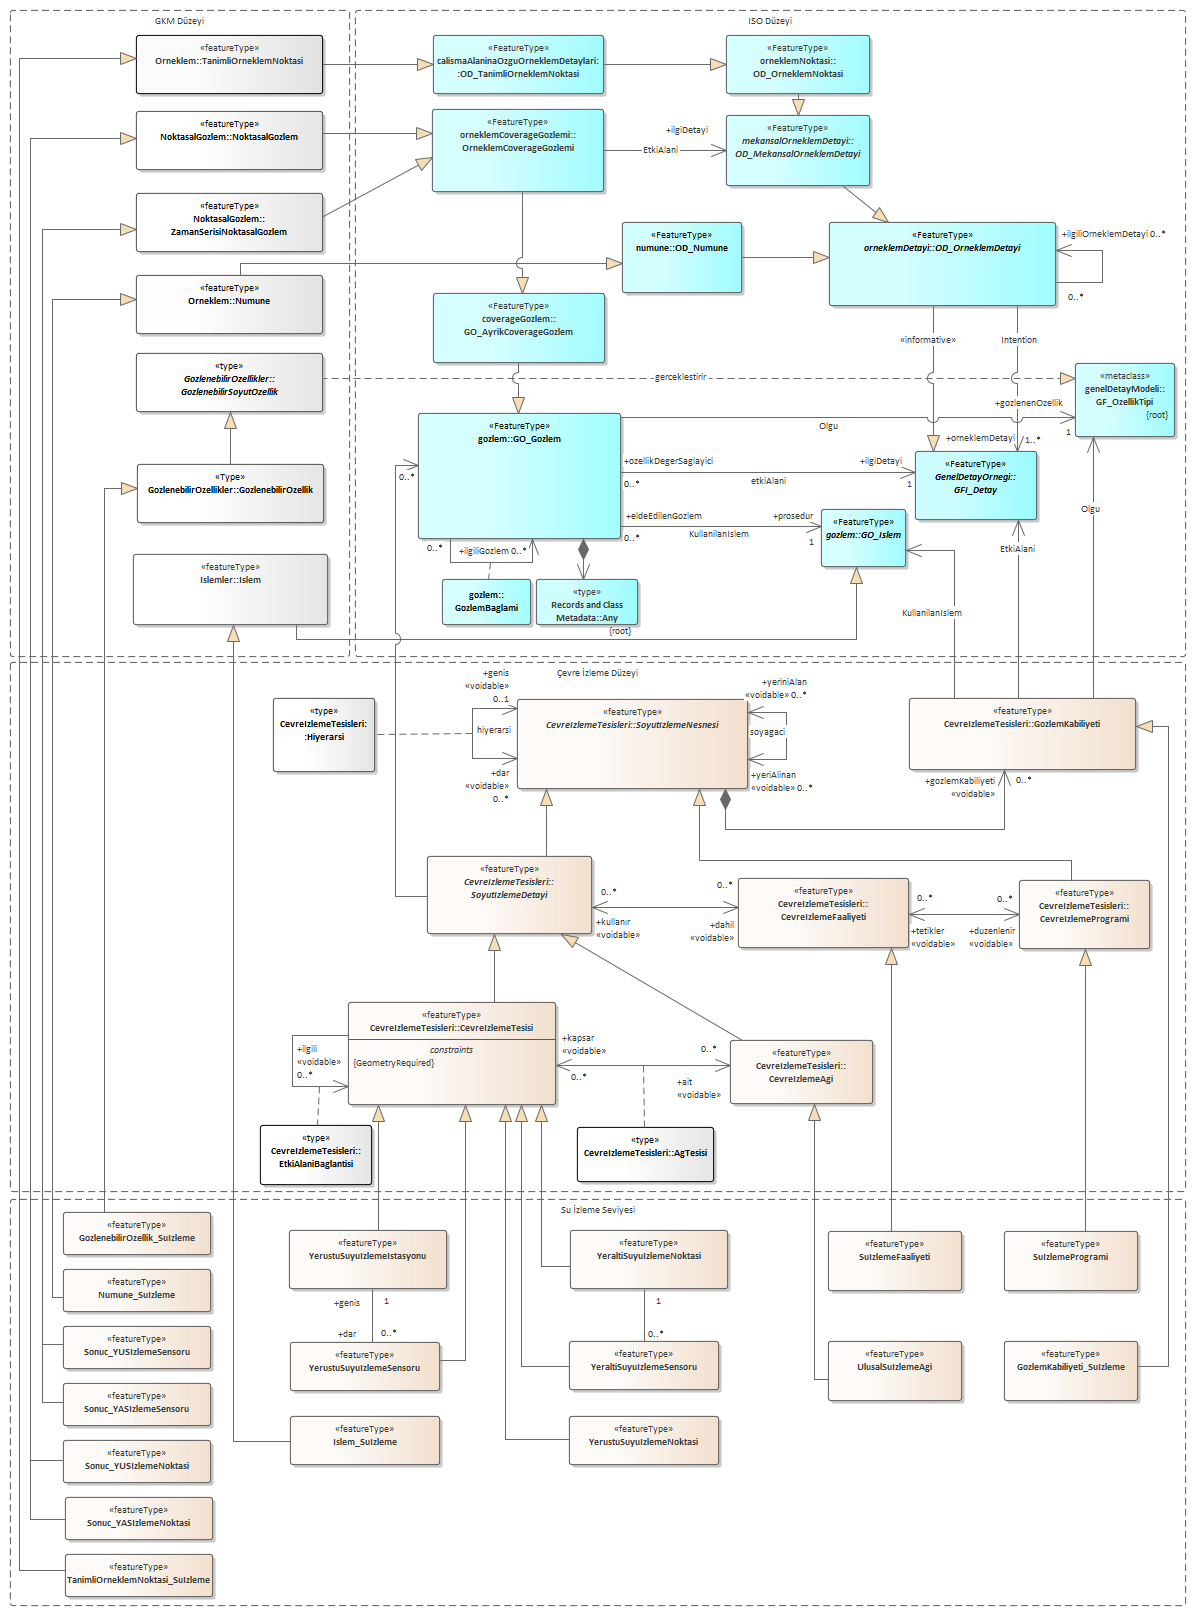 GKM Düzeyi
«featureType»
Orneklem::TanimliOrneklemNoktasi
«featureType»
NoktasalGozlem::NoktasalGozlem
«featureType»
NoktasalGozlem::
ZamanSerisiNoktasalGozlem
«featureType»
Orneklem::Numune
«type»
GozlenebilirOzellikler::
GozlenebilirSoyutOzellik
«Type»
GozlenebilirOzellikler::GozlenebilirOzellik
«featureType»
Islemler::Islem
ISO Düzeyi
«FeatureType»
calismaAlaninaOzguOrneklemDetaylari:
:OD_TanimliOrneklemNoktasi
«FeatureType»
orneklemNoktasi::
OD_OrneklemNoktasi
«FeatureType»
orneklemCoverageGozlemi::
OrneklemCoverageGozlemi
+ilgiDetayi
EtkiAlani
«FeatureType»
mekansalOrneklemDetayi::
OD_MekansalOrneklemDetayi
«FeatureType»
numune::OD_Numune
«FeatureType»
orneklemDetayi::OD_OrneklemDetayi
+ilgiliOrneklemDetayi 0..*
0..*
«FeatureType»
coverageGozlem::
GO_AyrikCoverageGozlem
«informative»
Intention
gerceklestirir
«metaclass»
genelDetayModeli::
GF_OzellikTipi
{root}
+gozlenenOzellik
1
Olgu
«FeatureType»
gozlem::GO_Gozlem
+orneklemDetayi
/1..*
+ozellikDegerSaglayici
0..*
etkiAlani
+ilgiDetayi
1
«FeatureType»
GenelDetayOrnegi::
GFI_Detay
0..*
+eldeEdilenGozlem
0..*
KullanilanIslem
+prosedur
1
«FeatureType»
gozlem::GO_Islem
Olgu
EtkiAlani
KullanilanIslem
0..*
+ilgiliGozlem 0..*
gozlem::
GozlemBaglami
«type»
Records and Class
Metadata::Any
{root}
Çevre İzleme Düzeyi
«type»
CevreIzlemeTesisleri:
:Hiyerarsi
+genis
«voidable»
0..1
hiyerarsi
+dar
«voidable»
0..*
«featureType»
CevreIzlemeTesisleri::SoyutIzlemeNesnesi
+yeriniAlan
«voidable» 0..*
soyagaci
+yeriAlinan
«voidable» 0..*
«featureType»
CevreIzlemeTesisleri::GozlemKabiliyeti
+gozlemKabiliyeti
«voidable»
0..*
«featureType»
CevreIzlemeTesisleri::
SoyutIzlemeDetayi
0..*
+kullanır
«voidable»
0..*
+dahil
«voidable»
«featureType»
CevreIzlemeTesisleri::
CevreIzlemeFaaliyeti
0..*
+tetikler
«voidable»
0..*
+duzenlenir
«voidable»
«featureType»
CevreIzlemeTesisleri::
CevreIzlemeProgrami
«featureType»
CevreIzlemeTesisleri::CevreIzlemeTesisi
constraints
{GeometryRequired}
+ilgili
«voidable»
0..*
+kapsar
«voidable»
0..*
0..*
+ait
«voidable»
«featureType»
CevreIzlemeTesisleri::
CevreIzlemeAgi
«type»
CevreIzlemeTesisleri::
EtkiAlaniBaglantisi
«type»
CevreIzlemeTesisleri::AgTesisi
Su İzleme Seviyesi
«featureType»
GozlenebilirOzellik_SuIzleme
«featureType»
Numune_SuIzleme
«featureType»
Sonuc_YUSIzlemeSensoru
«featureType»
Sonuc_YASIzlemeSensoru
«featureType»
Sonuc_YUSIzlemeNoktasi
«featureType»
Sonuc_YASIzlemeNoktasi
«featureType»
TanimliOrneklemNoktasi_SuIzleme
«featureType»
YerustuSuyuIzlemeIstasyonu
+genis
1
+dar
0..*
«featureType»
YerustuSuyuIzlemeSensoru
«featureType»
Islem_SuIzleme
«featureType»
YeraltiSuyuIzlemeNoktasi
1
0..*
«featureType»
YeraltiSuyuIzlemeSensoru
«featureType»
YerustuSuyuIzlemeNoktasi
«featureType»
SuIzlemeFaaliyeti
«featureType»
UlusalSuIzlemeAgi
«featureType»
SuIzlemeProgrami
«featureType»
GozlemKabiliyeti_SuIzleme